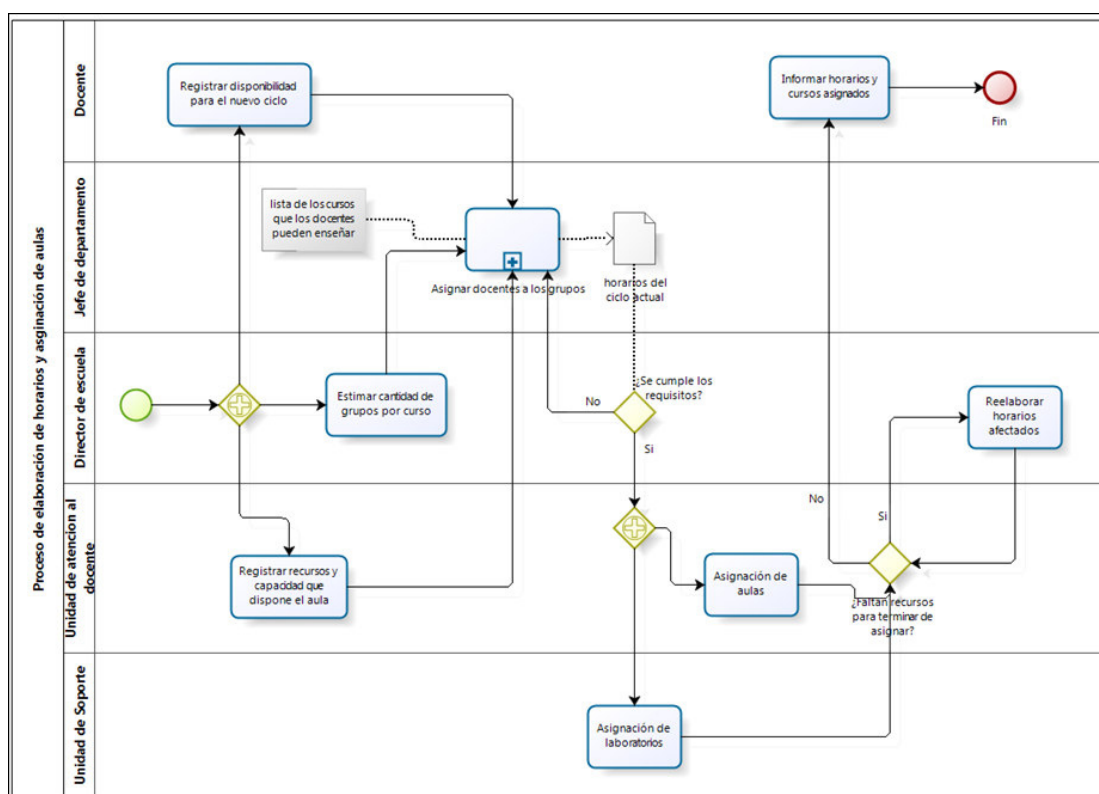 Proceso de elaboración de horarios y asginación de aulas
Docente
Registrar disponibilidad
para el nuevo ciclo
Informar horarios y
cursos asignados
Fin
Jefe de departamento
lista de los cursos
que los docentes
pueden enseñar
Asignar docentes a los grupos
horarios del
ciclo actual
Director de escuela
Estimar cantidad de
grupos por curso
¿Se cumple los
requisitos?
No
Si
Reelaborar
horarios
afectados
Unidad de atencion al
docente
Registrar recursos y
capacidad que
dispone el aula
Asignación de
aulas
No
Si
¿Faltan recursos
para terminar de
asignar?
Unidad de Soporte
Asignación de
laboratorios